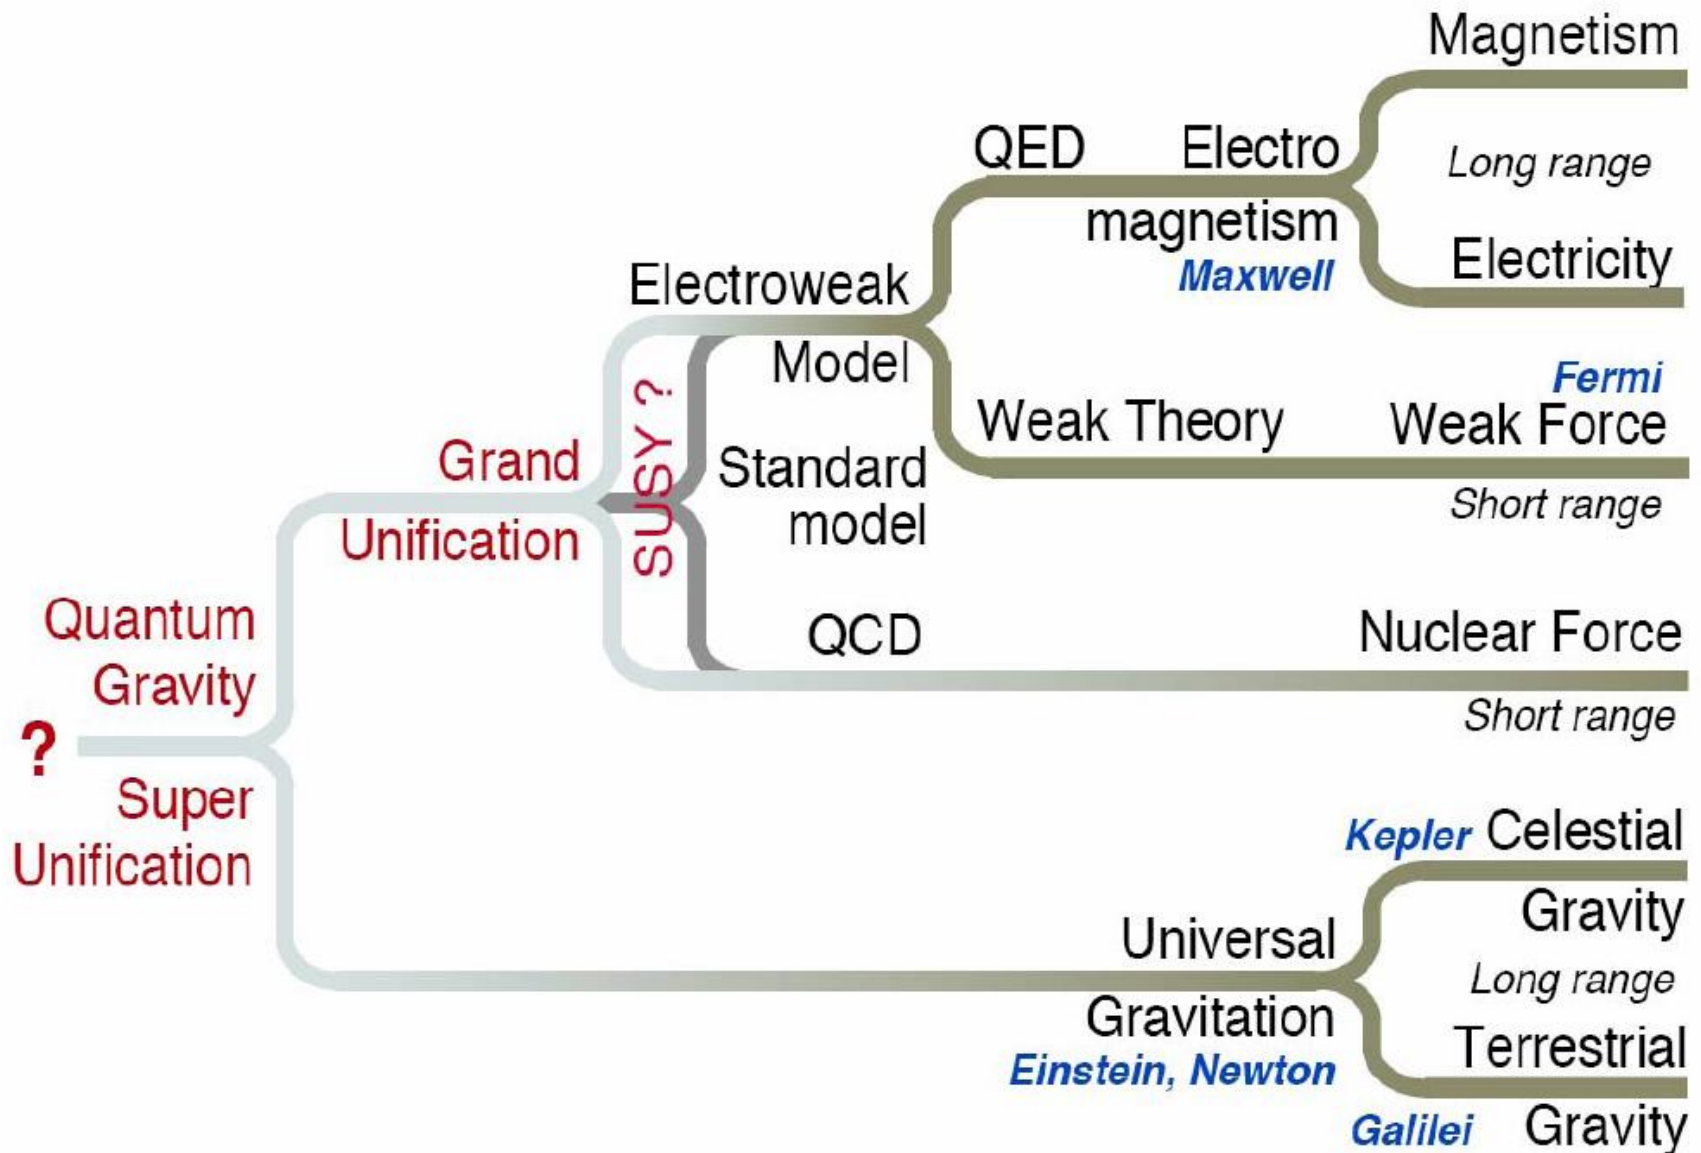 Magnetism
QED Electro
Long range
magnetism
Maxwell
Electricity
Electroweak
Model
Fermi
Weak Theory Weak Force
Short range
SUSY ?
Grand
Unification
Standard
model
QCD Nuclear Force
Short range
Quantum
Gravity
?
Super
Unification
Kepler Celestial
Gravity
Universal
Long range
Gravitation
Einstein, Newton
Terrestrial
Galilei Gravity